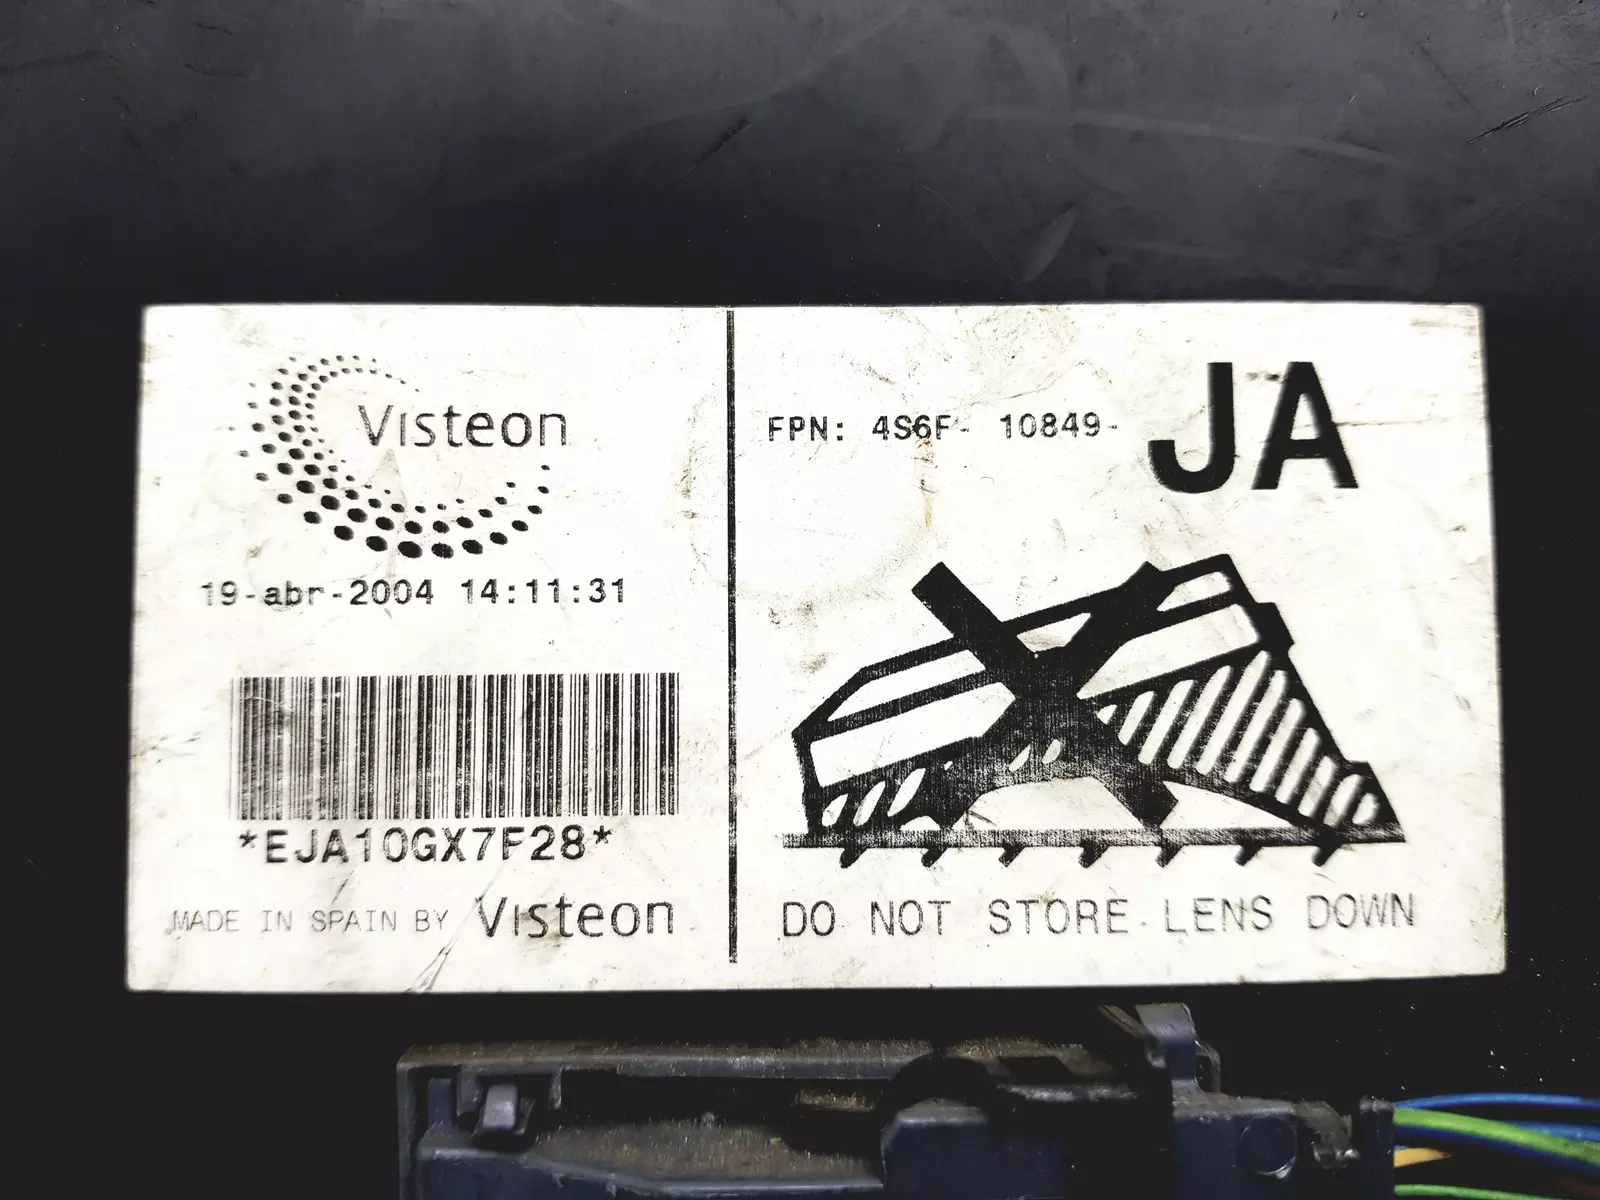 Visteon
19-abr-2004 14:11:31
*EJA10GX7F28*
MADE IN SPAIN BY Visteon
FPN: 4S6F- 10849- JA
DO NOT STORE LENS DOWN